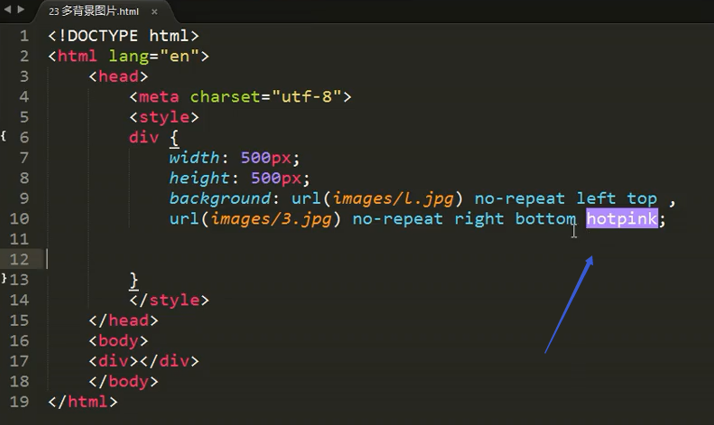 23 多背景图片.html
1 <!DOCTYPE html>
2 <html lang="en">
3 <head>
4 <meta charset="utf-8">
5 <style>
6 div {
7 width: 500px;
8 height: 500px;
9 background: url(images/l.jpg) no-repeat left top ,
10 url(images/3.jpg) no-repeat right bottom hotpink;
11
12
13 }
14 </style>
15 </head>
16 <body>
17 <div></div>
18 </body>
19 </html>